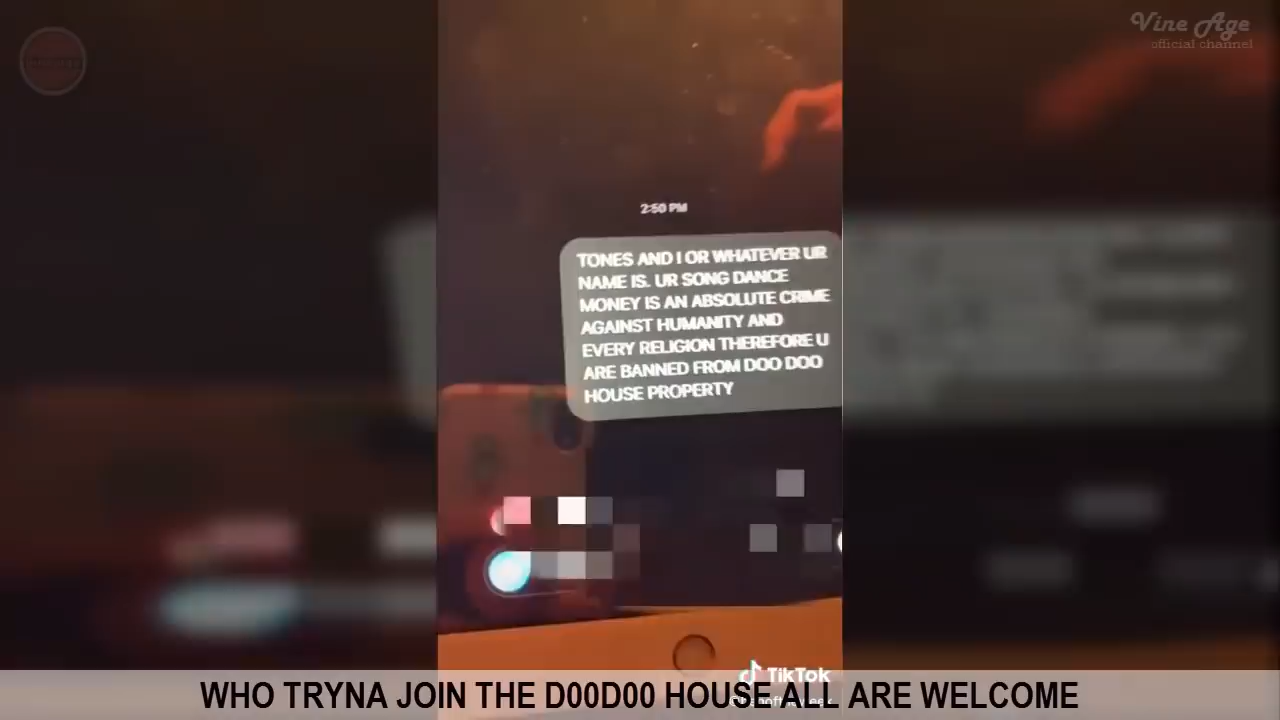 Vine Age
official channel
2:50 PM
TONES AND I OR WHATEVER UR
NAME IS. UR SONG DANCE
MONEY IS AN ABSOLUTE CRIME
AGAINST HUMANITY AND
EVERY RELIGION THEREFORE U
ARE BANNED FROM DOO DOO
HOUSE PROPERTY
TikTok
WHO TRYNA JOIN THE D00D00 HOUSE ALL ARE WELCOME